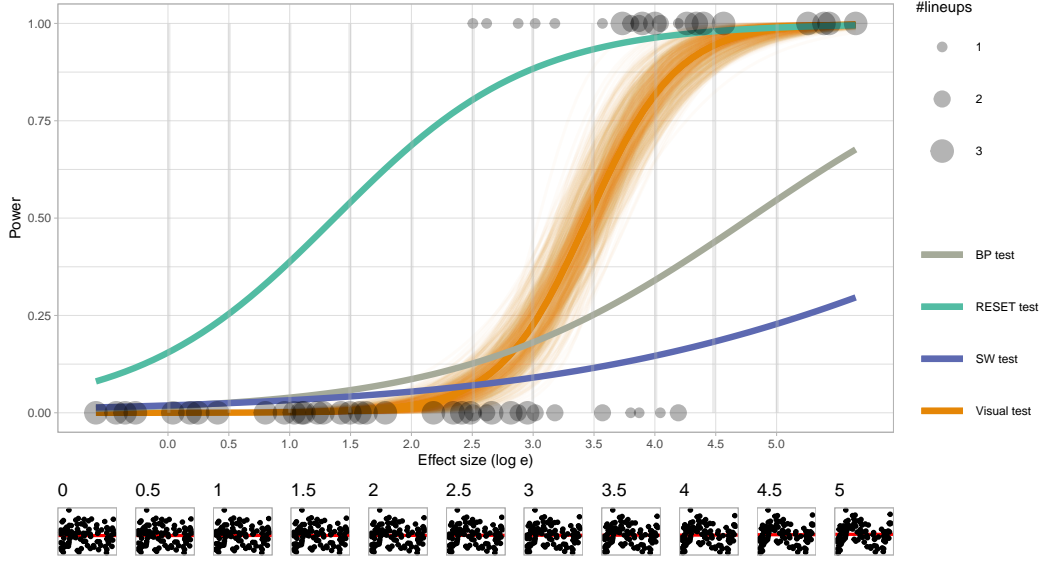 #lineups
1
2
3
BP test
RESET test
SW test
Visual test
Power
1.00
0.75
0.50
0.25
0.00
0.0 0.5 1.0 1.5 2.0 2.5 3.0 3.5 4.0 4.5 5.0
Effect size (log e)
0 0.5 1 1.5 2 2.5 3 3.5 4 4.5 5